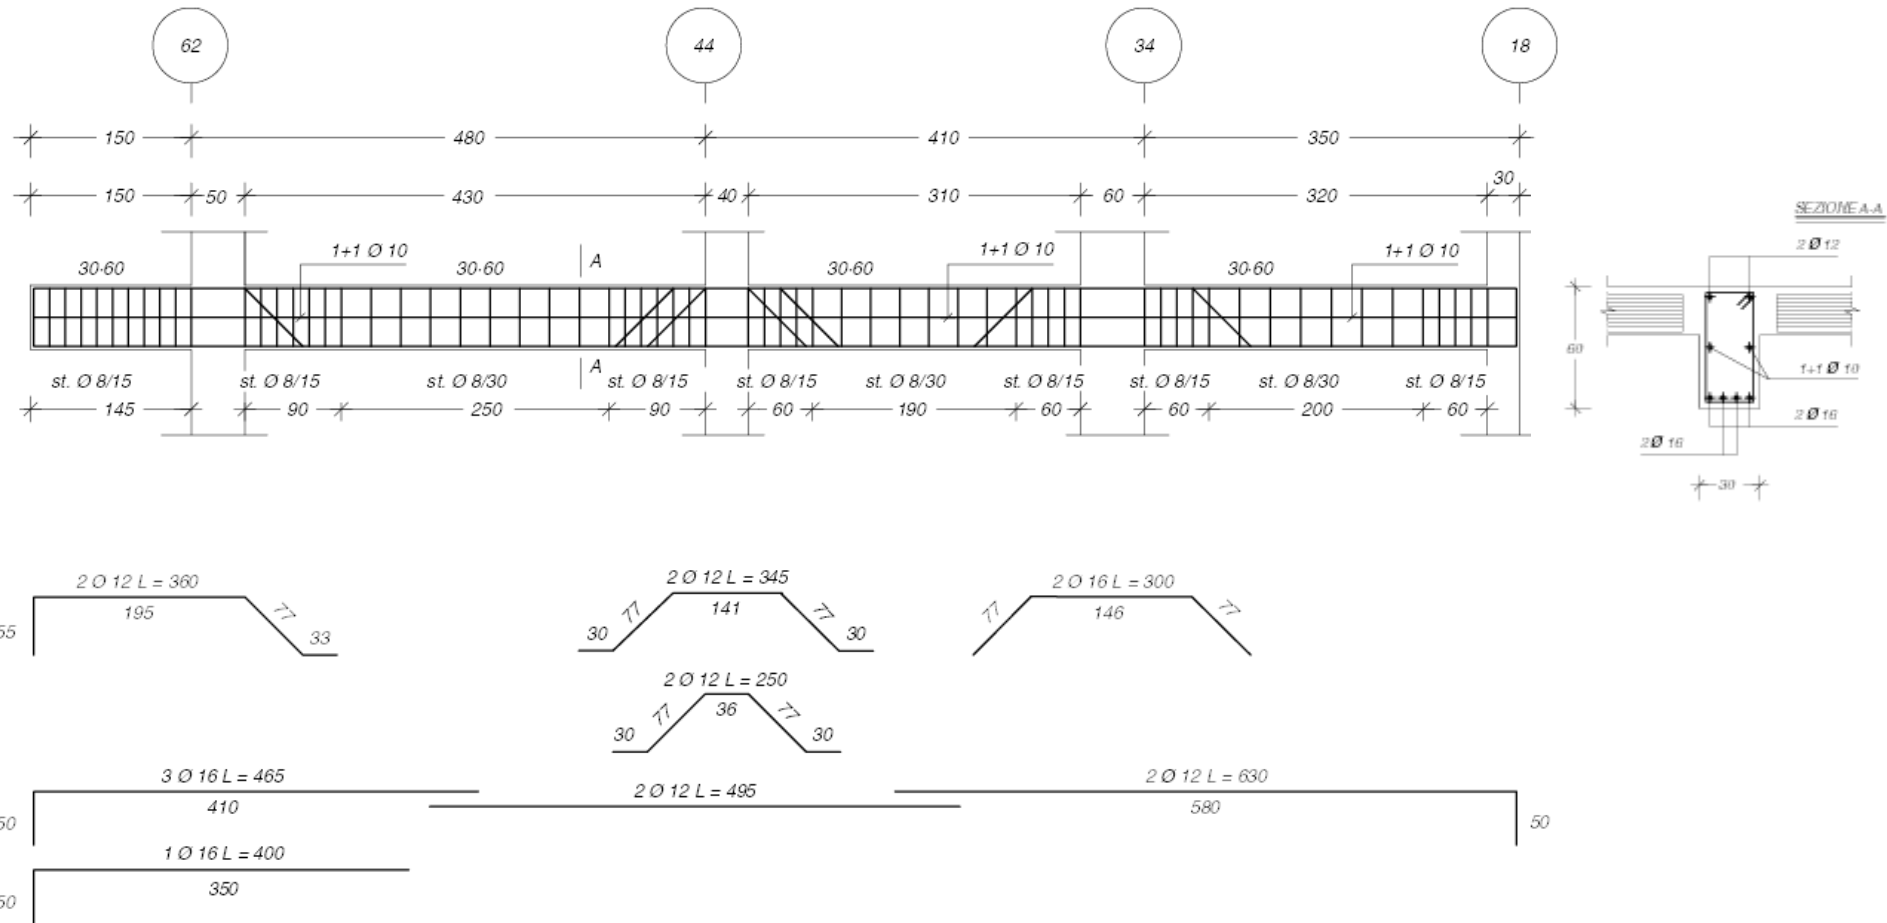 62 44 34 18
150 480 410 350
150 50 430 40 310 60 320 30
SEZIONE A-A
1+1 Ø 10 A 1+1 Ø 10 1+1 Ø 10 2 Ø 12
30·60 30·60 30·60 30·60
60
A 1+1 Ø 10
st. Ø 8/15 st. Ø 8/15 st. Ø 8/30 st. Ø 8/15 st. Ø 8/15 st. Ø 8/30 st. Ø 8/15 st. Ø 8/15 st. Ø 8/30 st. Ø 8/15
145 90 250 90 60 190 60 60 200 60 2 Ø 16
2 Ø 16
30
2 Ø 12 L = 360 2 Ø 12 L = 345 2 Ø 16 L = 300
195 77 77 141 77 77 146 77
55 33 30 30
2 Ø 12 L = 250
77 36 77
30 30
3 Ø 16 L = 465 2 Ø 12 L = 495 2 Ø 12 L = 630
410 580
50 50
1 Ø 16 L = 400
350
50